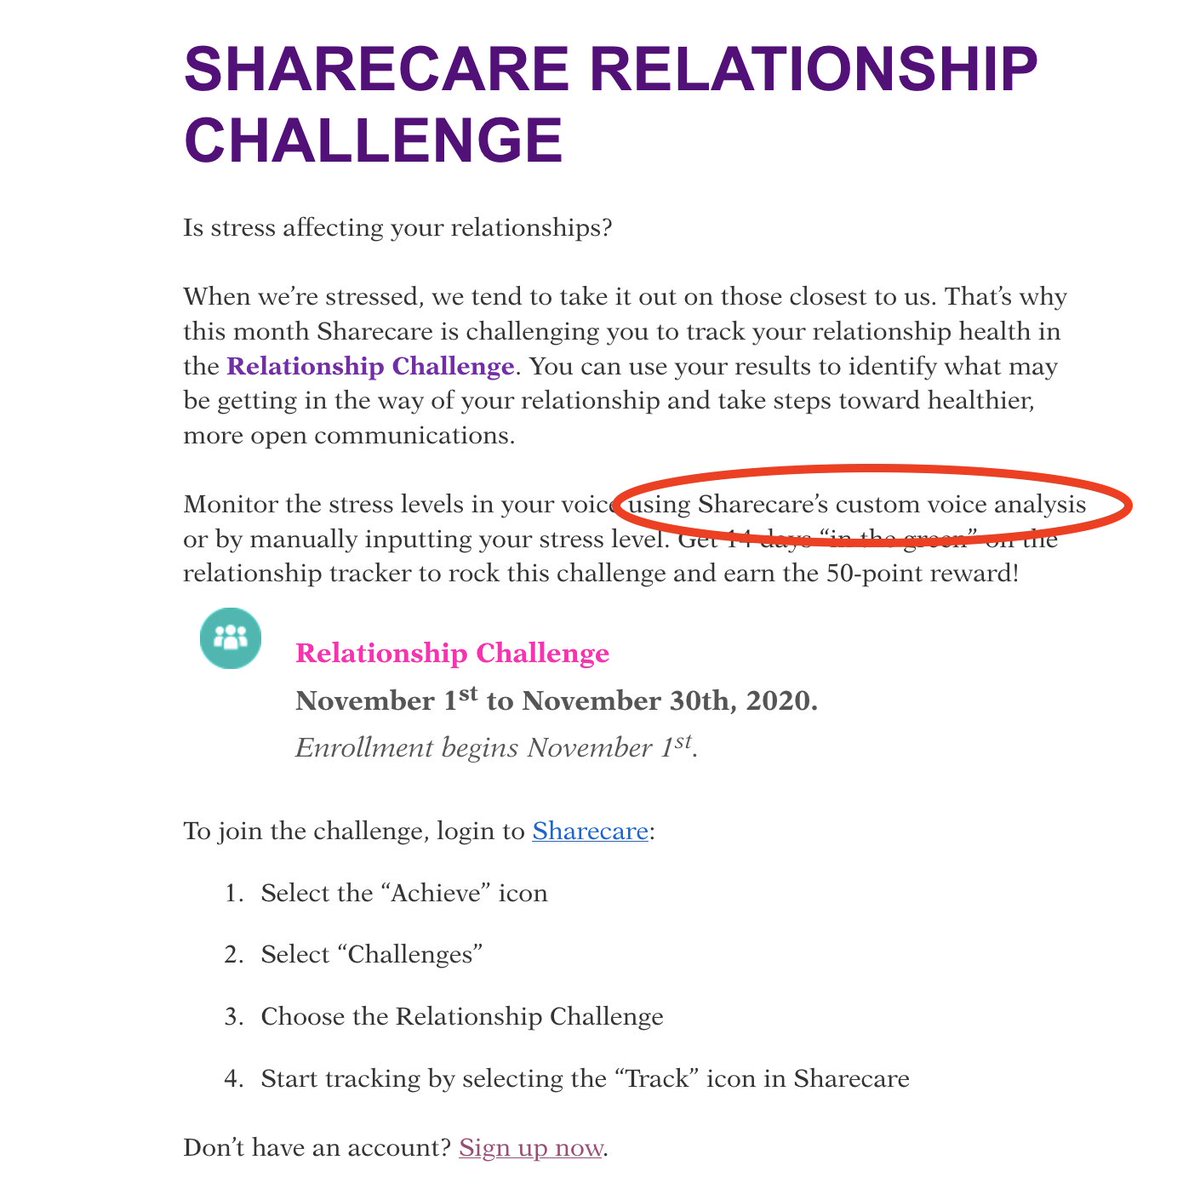 SHARECARE RELATIONSHIP
CHALLENGE
Is stress affecting your relationships?
When we’re stressed, we tend to take it out on those closest to us. That’s why
this month Sharecare is challenging you to track your relationship health in
the Relationship Challenge. You can use your results to identify what may
be getting in the way of your relationship and take steps toward healthier,
more open communications.
Monitor the stress levels in your voice using Sharecare’s custom voice analysis
or by manually inputting your stress level. Get 14 days “in the green” on the
relationship tracker to rock this challenge and earn the 50-point reward!
Relationship Challenge
November 1st to November 30th, 2020.
Enrollment begins November 1st.
To join the challenge, login to Sharecare:
1. Select the “Achieve” icon
2. Select “Challenges”
3. Choose the Relationship Challenge
4. Start tracking by selecting the “Track” icon in Sharecare
Don’t have an account? Sign up now.